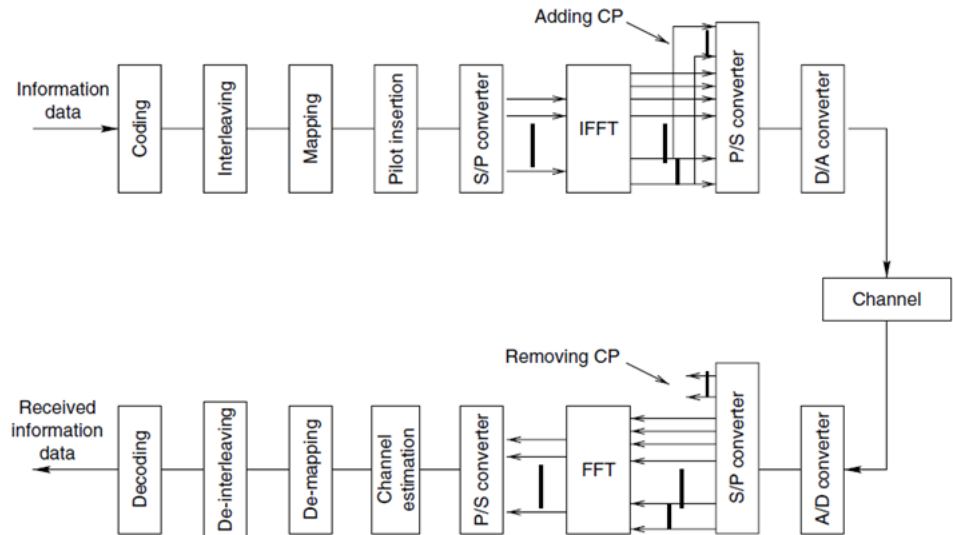 Adding CP
Information
data
Coding
Interleaving
Mapping
Pilot insertion
S/P converter
IFFT
P/S converter
D/A converter
Channel
Removing CP
Received
information
data
Decoding
De-interleaving
De-mapping
Channel
estimation
P/S converter
FFT
S/P converter
A/D converter